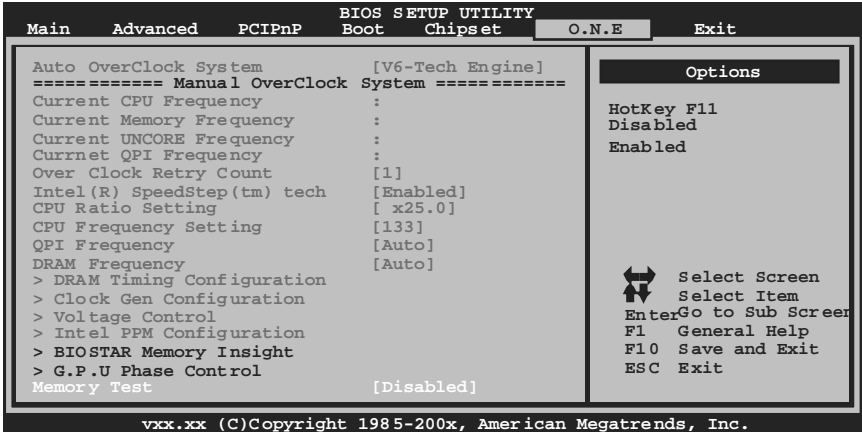 BIOS SETUP UTILITY
Main Advanced PCIPnP Boot Chipset O.N.E Exit
Auto OverClock System [V6-Tech Engine]
============ Manual OverClock System ============
Current CPU Frequency :
Current Memory Frequency :
Current UNCORE Frequency :
Currnet QPI Frequency :
Over Clock Retry Count [1]
Intel(R) SpeedStep(tm) tech [Enabled]
CPU Ratio Setting [ x25.0]
CPU Frequency Setting [133]
QPI Frequency [Auto]
DRAM Frequency [Auto]
> DRAM Timing Configuration
> Clock Gen Configuration
> Voltage Control
> Intel PPM Configuration
> BIOSTAR Memory Insight
> G.P.U Phase Control
Memory Test [Disabled]
Options
HotKey F11
Disabled
Enabled
Select Screen
Select Item
Enter Go to Sub Screen
F1 General Help
F10 Save and Exit
ESC Exit
vxx.xx (C)Copyright 1985-200x, American Megatrends, Inc.